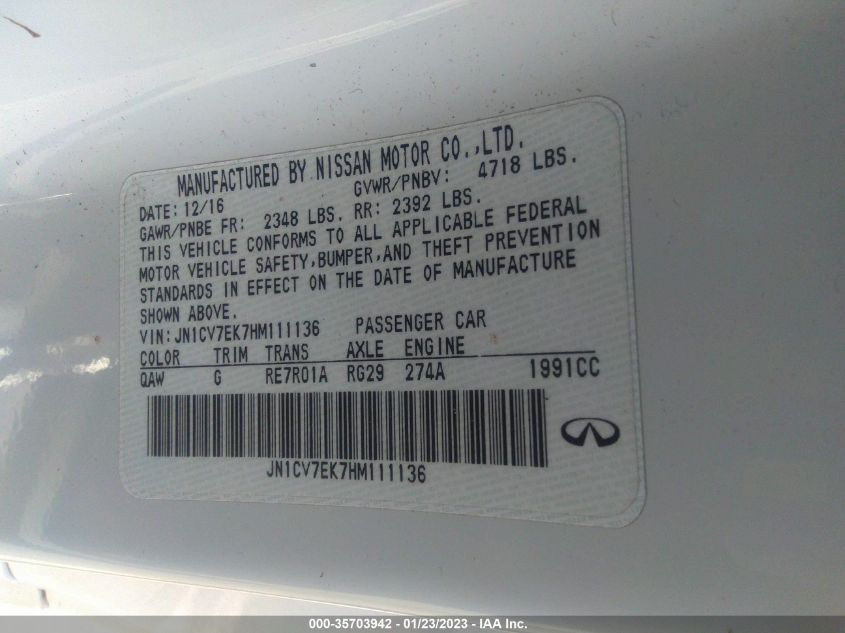 MANUFACTURED BY NISSAN MOTOR CO.,LTD.
DATE: 12/16 GVWR/PNBV: 4718 LBS.
GAWR/PNBE FR: 2348 LBS. RR: 2392 LBS.
THIS VEHICLE CONFORMS TO ALL APPLICABLE FEDERAL
MOTOR VEHICLE SAFETY,BUMPER,AND THEFT PREVENTION
STANDARDS IN EFFECT ON THE DATE OF MANUFACTURE
SHOWN ABOVE.
VIN:JN1CV7EK7HM111136 PASSENGER CAR
COLOR TRIM TRANS AXLE ENGINE
QAW G RE7R01A RG29 274A 1991CC
JN1CV7EK7HM111136
000-35703942 - 01/23/2023 - IAA Inc.